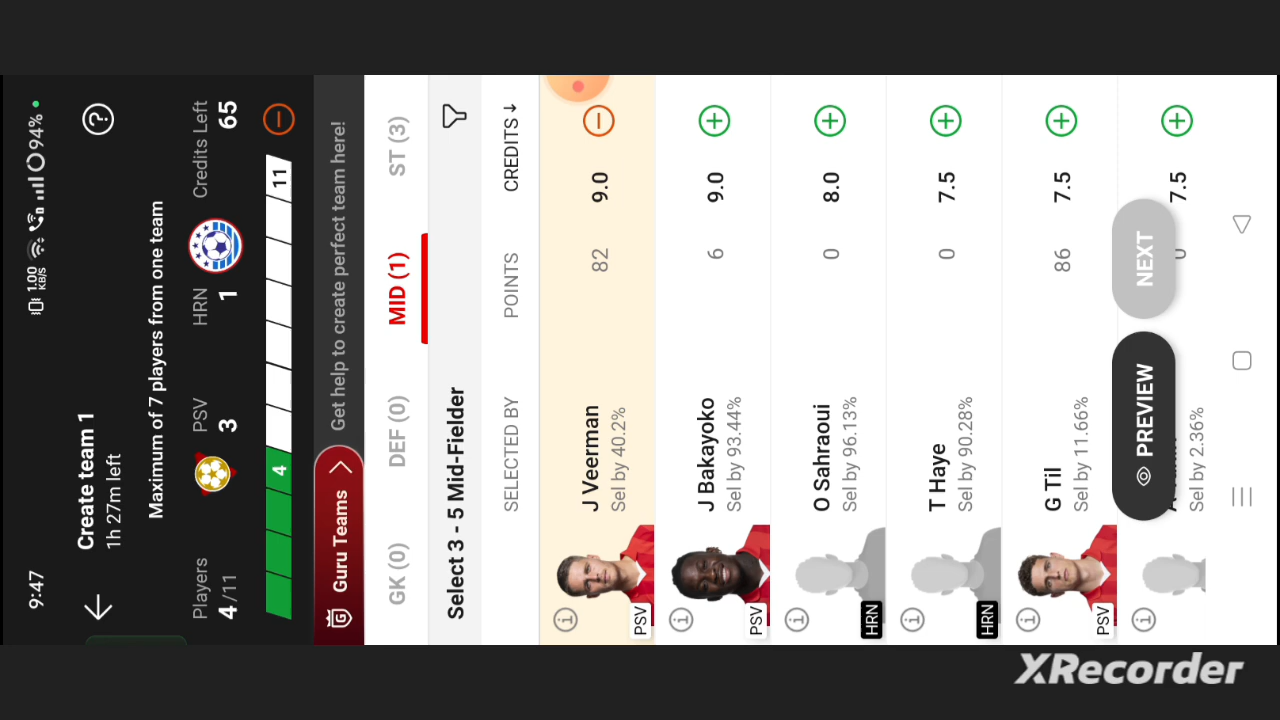 9:47
1.00 KB/S
94%
Create team 1
1h 27m left
Maximum of 7 players from one team
Players PSV HRN Credits Left
4/11 3 1 65
4 11
Guru Teams Get help to create perfect team here!
GK (0) DEF (0) MID (1) ST (3)
Select 3 - 5 Mid-Fielder
SELECTED BY POINTS CREDITS
J Veerman 82 9.0
Sel by 40.2%
PSV
J Bakayoko 6 9.0
Sel by 93.44%
PSV
O Sahraoui 0 8.0
Sel by 96.13%
HRN
T Haye 0 7.5
Sel by 90.28%
HRN
G Til 86 7.5
Sel by 11.66%
PSV
PREVIEW NEXT
0 7.5
Sel by 2.36%
XRecorder